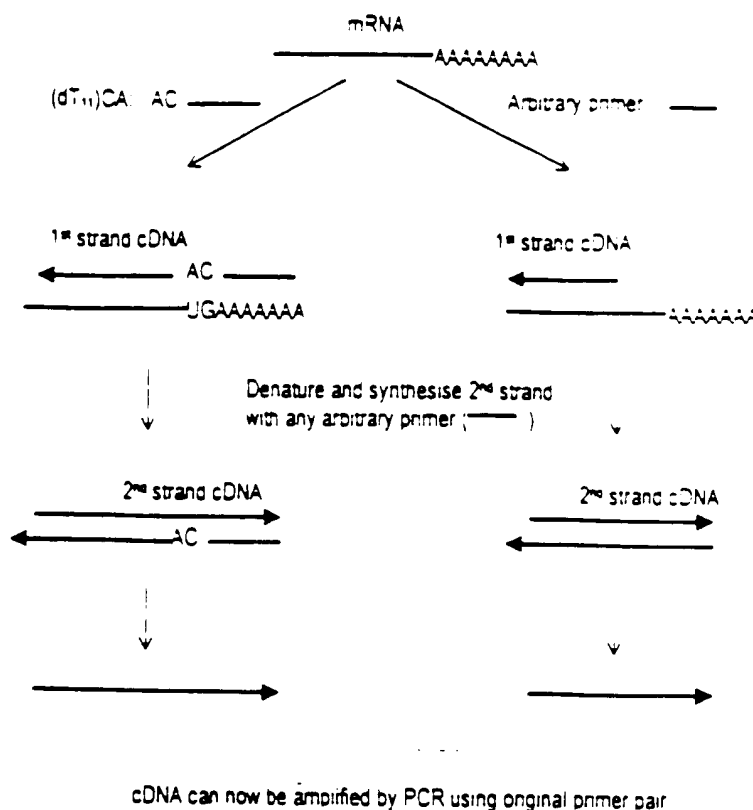 mRNA
AAAAAAAA
(dT₁₁)CA: AC
Arbitrary primer
1st strand cDNA
1st strand cDNA
AC
UGAAAAAAA
AAAAAAA
Denature and synthesise 2nd strand
with any arbitrary primer ( )
2nd strand cDNA
2nd strand cDNA
AC
cDNA can now be amplified by PCR using original primer pair